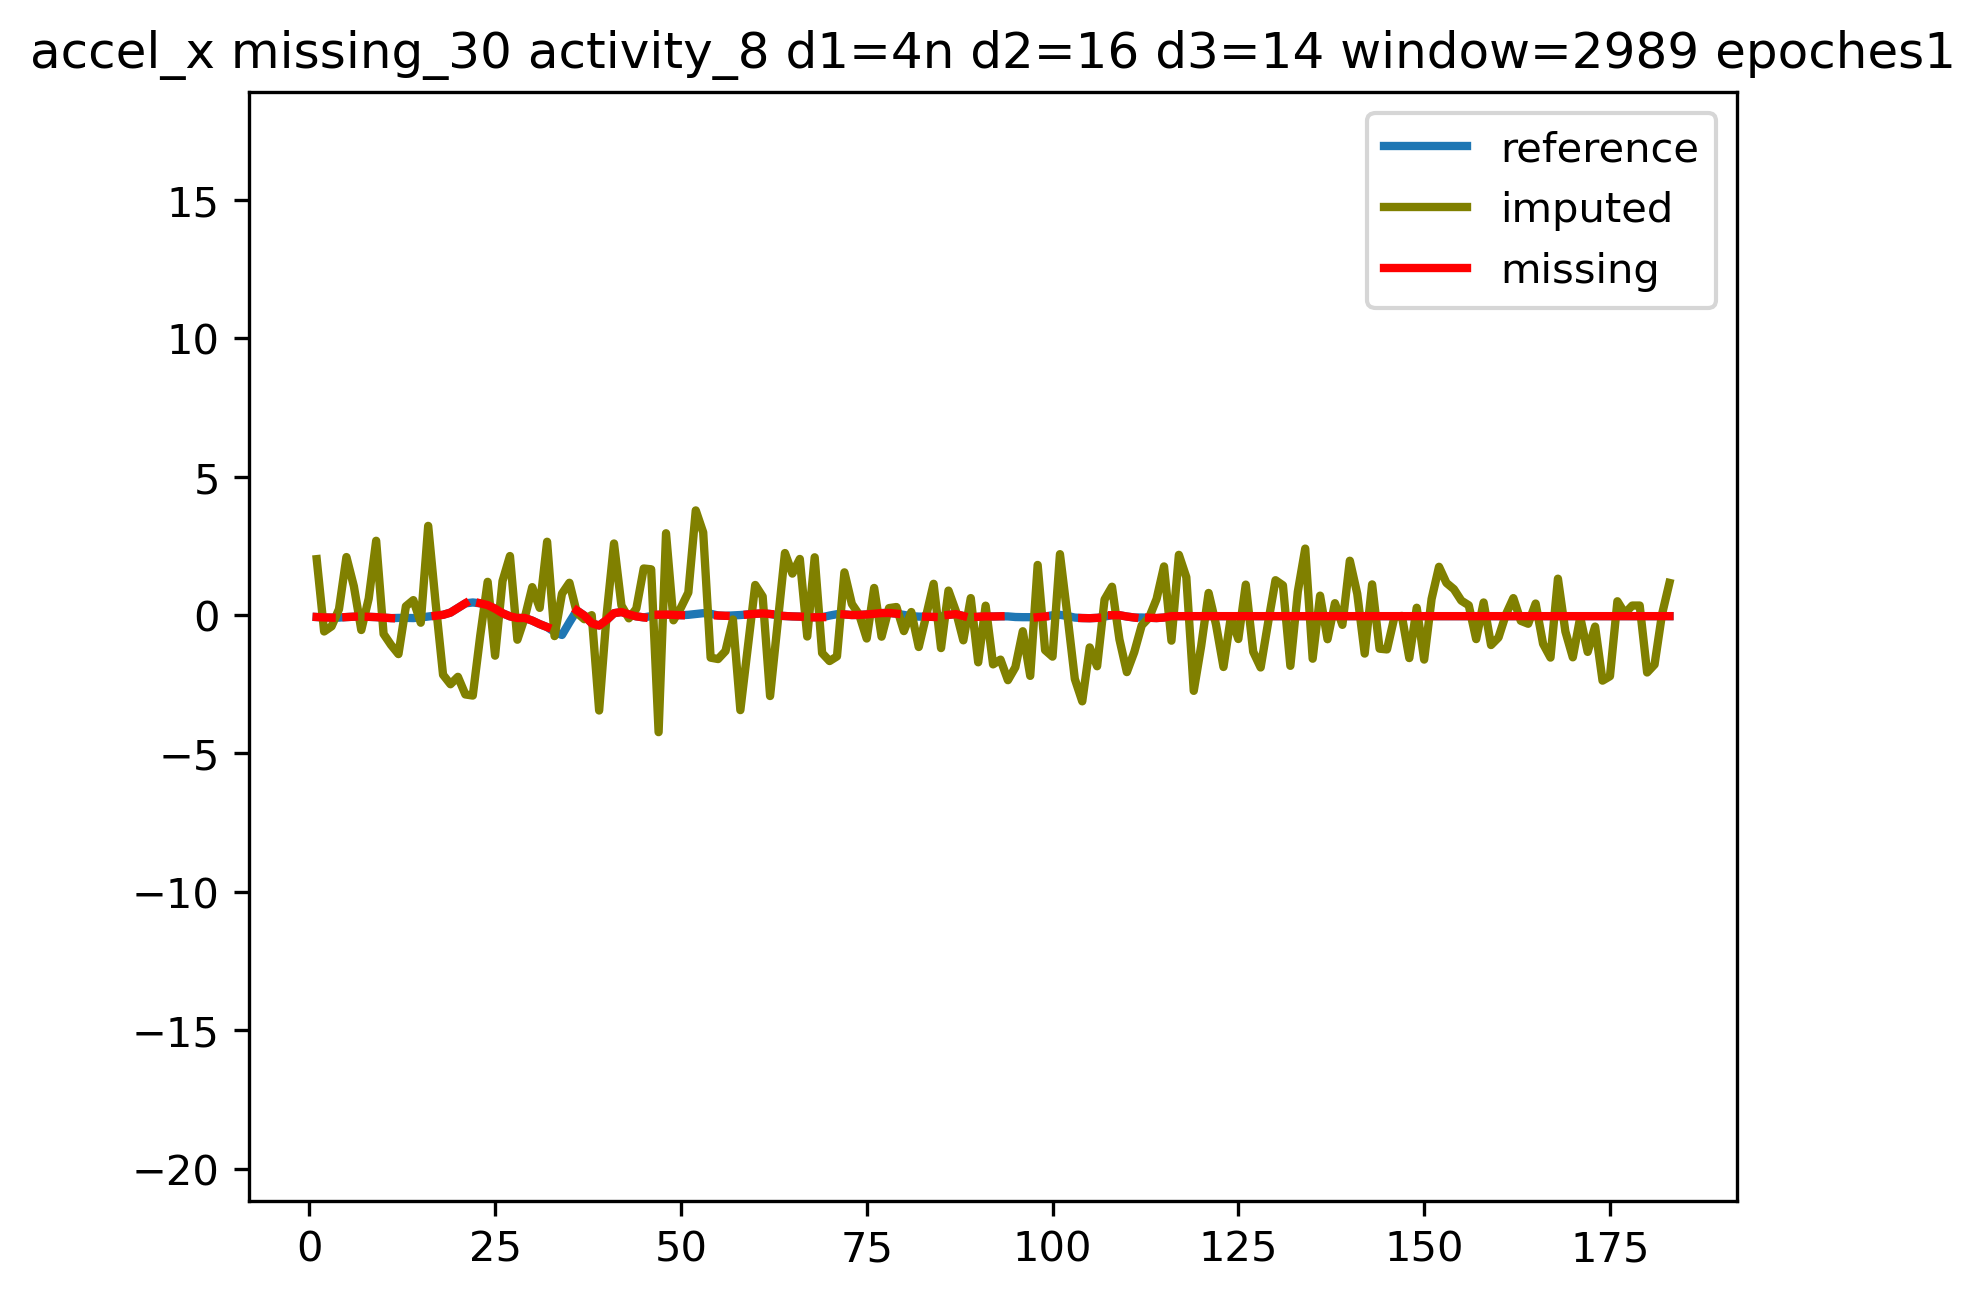 accel_x missing_30 activity_8 d1=4n d2=16 d3=14 window=2989 epoches1
reference
imputed
missing
15
10
5
0
−5
−10
−15
−20
0 25 50 75 100 125 150 175